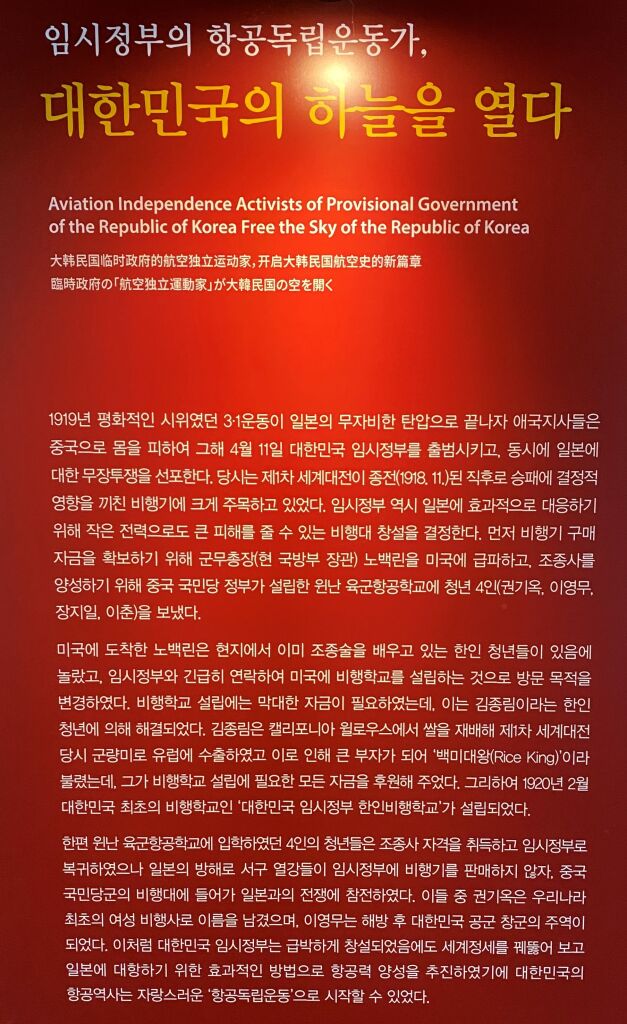 임시정부의 항공독립운동가,
대한민국의 하늘을 열다
Aviation Independence Activists of Provisional Government
of the Republic of Korea Free the Sky of the Republic of Korea
大韩民国临时政府的航空独立运动家，开启大韩民国航空史的新篇章
臨時政府の「航空独立運動家」が大韓民国の空を開く
1919년 평화적인 시위였던 3·1운동이 일본의 무자비한 탄압으로 끝나자 애국지사들은
중국으로 몸을 피하여 그해 4월 11일 대한민국 임시정부를 출범시키고, 동시에 일본에
대한 무장투쟁을 선포한다. 당시는 제1차 세계대전이 종전(1918. 11.)된 직후로 승패에 결정적
영향을 끼친 비행기에 크게 주목하고 있었다. 임시정부 역시 일본에 효과적으로 대응하기
위해 작은 전력으로도 큰 피해를 줄 수 있는 비행대 창설을 결정한다. 먼저 비행기 구매
자금을 확보하기 위해 군무총장(현 국방부 장관) 노백린을 미국에 급파하고, 조종사를
양성하기 위해 중국 국민당 정부가 설립한 윈난 육군항공학교에 청년 4인(권기옥, 이영무,
장지일, 이춘)을 보냈다.
미국에 도착한 노백린은 현지에서 이미 조종술을 배우고 있는 한인 청년들이 있음에
놀랐고, 임시정부와 긴급히 연락하여 미국에 비행학교를 설립하는 것으로 방문 목적을
변경하였다. 비행학교 설립에는 막대한 자금이 필요하였는데, 이는 김종림이라는 한인
청년에 의해 해결되었다. 김종림은 캘리포니아 윌로우스에서 쌀을 재배해 제1차 세계대전
당시 군량미로 유럽에 수출하였고 이로 인해 큰 부자가 되어 '백미대왕(Rice King)'이라
불렸는데, 그가 비행학교 설립에 필요한 모든 자금을 후원해 주었다. 그리하여 1920년 2월
대한민국 최초의 비행학교인 '대한민국 임시정부 한인비행학교'가 설립되었다.
한편 윈난 육군항공학교에 입학하였던 4인의 청년들은 조종사 자격을 취득하고 임시정부로
복귀하였으나 일본의 방해로 서구 열강들이 임시정부에 비행기를 판매하지 않자, 중국
국민당군의 비행대에 들어가 일본과의 전쟁에 참전하였다. 이들 중 권기옥은 우리나라
최초의 여성 비행사로 이름을 남겼으며, 이영무는 해방 후 대한민국 공군 창군의 주역이
되었다. 이처럼 대한민국 임시정부는 급박하게 창설되었음에도 세계정세를 꿰뚫어 보고
일본에 대항하기 위한 효과적인 방법으로 항공력 양성을 추진하였기에 대한민국의
항공역사는 자랑스러운 '항공독립운동'으로 시작할 수 있었다.